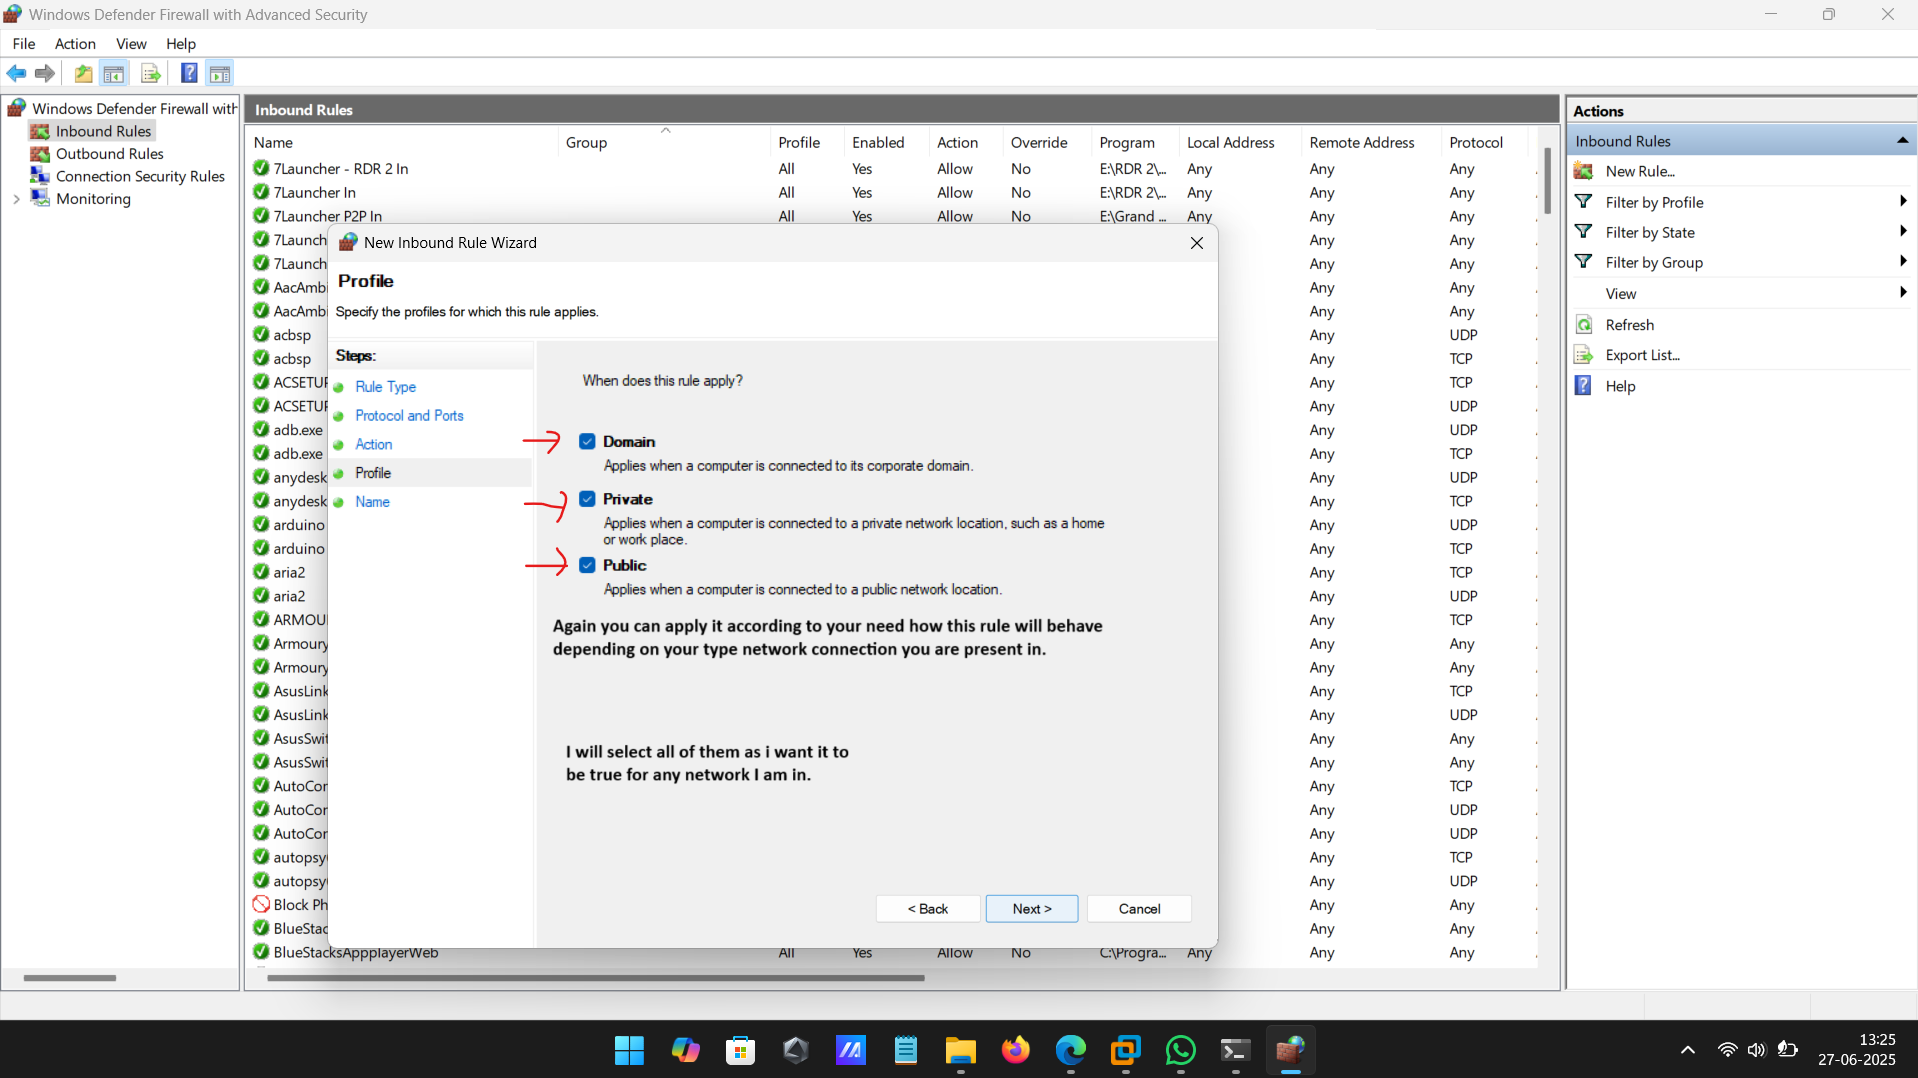 Windows Defender Firewall with Advanced Security
File Action View Help
Windows Defender Firewall with
Inbound Rules
Outbound Rules
Connection Security Rules
Monitoring
Inbound Rules
Name Group Profile Enabled Action Override Program Local Address Remote Address Protocol
7Launcher - RDR 2 In All Yes Allow No E:\RDR 2\... Any Any Any
7Launcher In All Yes Allow No E:\RDR 2\... Any Any Any
7Launcher P2P In All Yes Allow No E:\Grand ... Any Any Any
7Launch Any Any
7Launch Any Any
AacAmbi Any Any
AacAmbi Any Any
acbsp Any UDP
acbsp Any TCP
ACSETUP Any TCP
ACSETUP Any UDP
adb.exe Any UDP
adb.exe Any TCP
anydesk Any UDP
anydesk Any TCP
arduino Any UDP
arduino Any TCP
aria2 Any TCP
aria2 Any UDP
ARMOU Any TCP
Armoury Any Any
Armoury Any Any
AsusLink Any TCP
AsusLink Any UDP
AsusSwit Any Any
AsusSwit Any Any
AutoCor Any TCP
AutoCor Any UDP
AutoCor Any UDP
autopsy Any TCP
autopsy Any UDP
Block Ph Any Any
BlueStac Any Any
BlueStacksAppplayerWeb All Yes Allow No C:\Progra... Any Any Any
New Inbound Rule Wizard
Profile
Specify the profiles for which this rule applies.
Steps:
Rule Type
Protocol and Ports
Action
Profile
Name
When does this rule apply?
Domain
Applies when a computer is connected to its corporate domain.
Private
Applies when a computer is connected to a private network location, such as a home
or work place.
Public
Applies when a computer is connected to a public network location.
Again you can apply it according to your need how this rule will behave
depending on your type network connection you are present in.
I will select all of them as i want it to
be true for any network I am in.
< Back Next > Cancel
Actions
Inbound Rules
New Rule...
Filter by Profile
Filter by State
Filter by Group
View
Refresh
Export List...
Help
13:25
27-06-2025